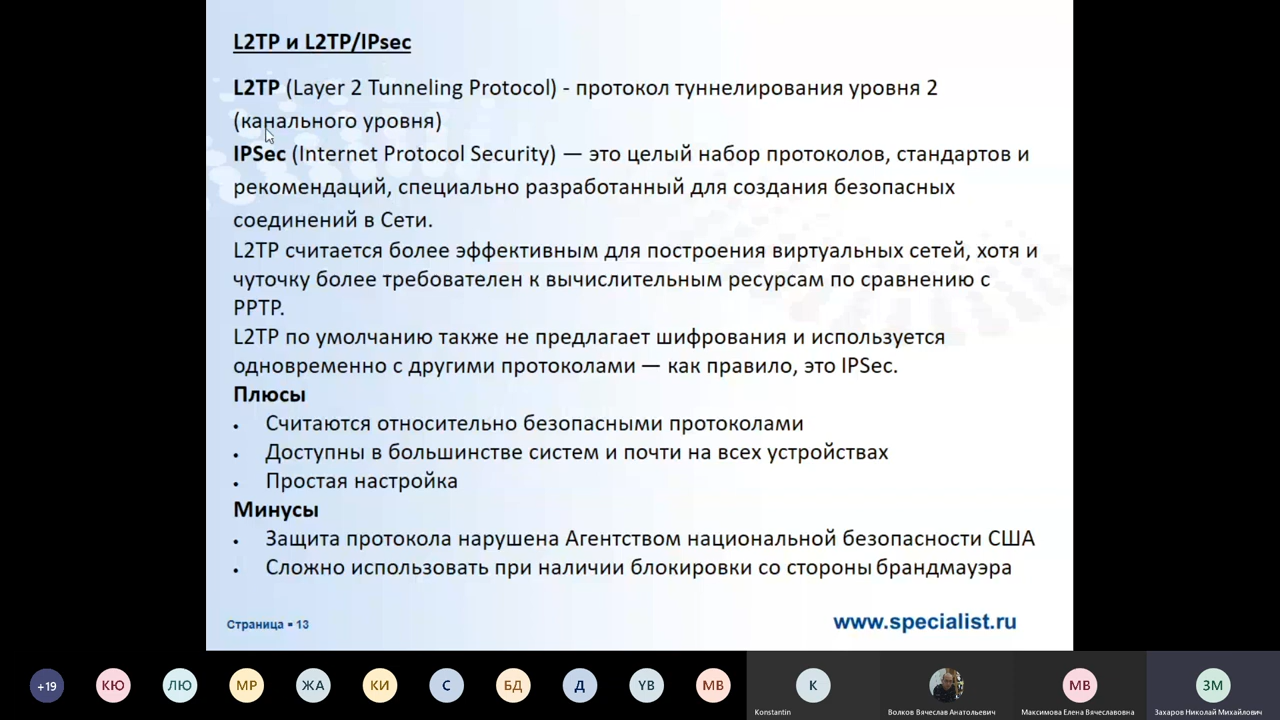 L2TP и L2TP/IPsec
L2TP (Layer 2 Tunneling Protocol) - протокол туннелирования уровня 2
(канального уровня)
IPSec (Internet Protocol Security) — это целый набор протоколов, стандартов и
рекомендаций, специально разработанный для создания безопасных
соединений в Сети.
L2TP считается более эффективным для построения виртуальных сетей, хотя и
чуточку более требователен к вычислительным ресурсам по сравнению с
PPTP.
L2TP по умолчанию также не предлагает шифрования и используется
одновременно с другими протоколами — как правило, это IPSec.
Плюсы
• Считаются относительно безопасными протоколами
• Доступны в большинстве систем и почти на всех устройствах
• Простая настройка
Минусы
• Защита протокола нарушена Агентством национальной безопасности США
• Сложно использовать при наличии блокировки со стороны брандмауэра
Страница ▪ 13
www.specialist.ru
+19 КЮ ЛЮ МР ЖА КИ С БД Д YB МВ К МВ ЗМ
Konstantin Волков Вячеслав Анатольевич Максимова Елена Вячеславовна Захаров Николай Михайлович